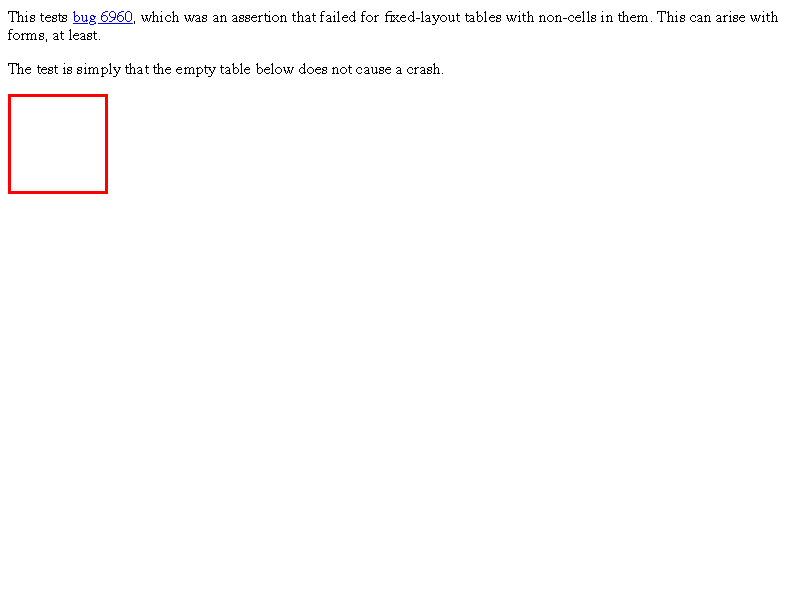 This tests bug 6960, which was an assertion that failed for fixed-layout tables with non-cells in them. This can arise with
forms, at least.
The test is simply that the empty table below does not cause a crash.